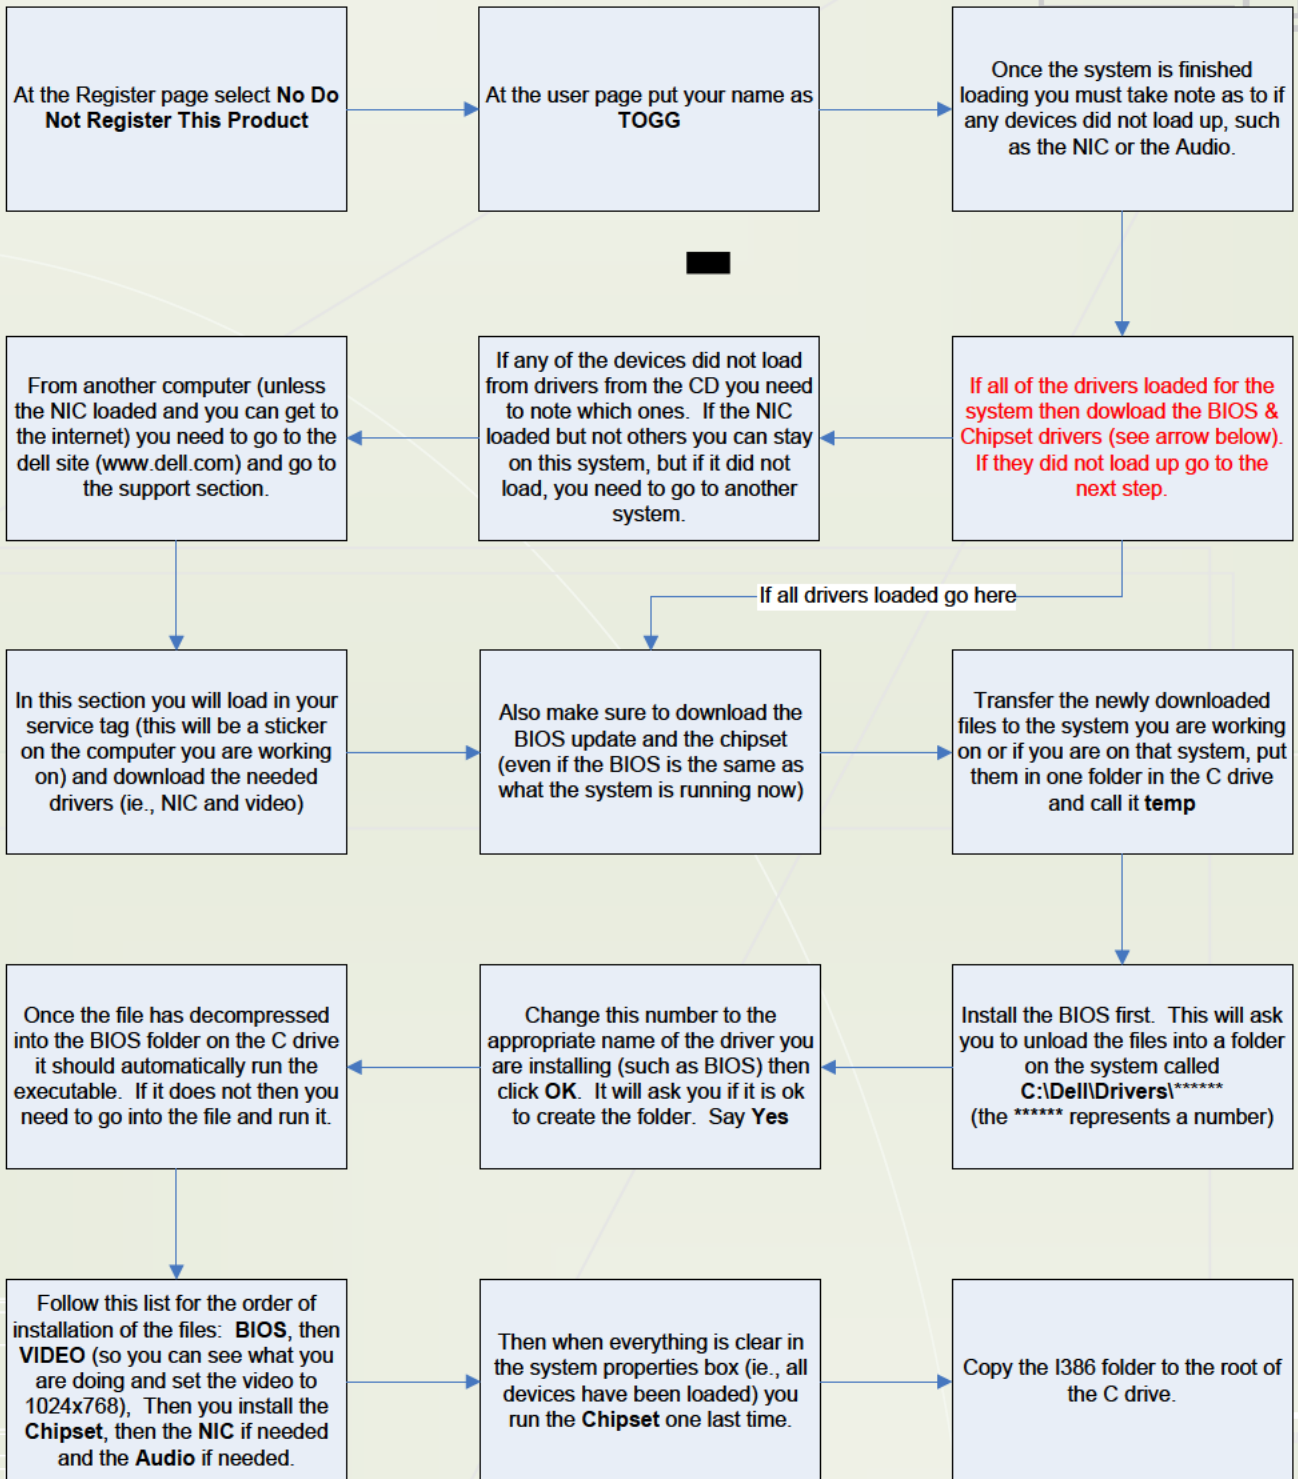 At the Register page select No Do
Not Register This Product
At the user page put your name as
TOGG
Once the system is finished
loading you must take note as to if
any devices did not load up, such
as the NIC or the Audio.
If all of the drivers loaded for the
system then dowload the BIOS &
Chipset drivers (see arrow below).
If they did not load up go to the
next step.
If any of the devices did not load
from drivers from the CD you need
to note which ones.  If the NIC
loaded but not others you can stay
on this system, but if it did not
load, you need to go to another
system.
From another computer (unless
the NIC loaded and you can get to
the internet) you need to go to the
dell site (www.dell.com) and go to
the support section.
If all drivers loaded go here
In this section you will load in your
service tag (this will be a sticker
on the computer you are working
on) and download the needed
drivers (ie., NIC and video)
Also make sure to download the
BIOS update and the chipset
(even if the BIOS is the same as
what the system is running now)
Transfer the newly downloaded
files to the system you are working
on or if you are on that system, put
them in one folder in the C drive
and call it temp
Install the BIOS first.  This will ask
you to unload the files into a folder
on the system called
C:\Dell\Drivers\******
(the ****** represents a number)
Change this number to the
appropriate name of the driver you
are installing (such as BIOS) then
click OK.  It will ask you if it is ok
to create the folder.  Say Yes
Once the file has decompressed
into the BIOS folder on the C drive
it should automatically run the
executable.  If it does not then you
need to go into the file and run it.
Follow this list for the order of
installation of the files:  BIOS, then
VIDEO (so you can see what you
are doing and set the video to
1024x768),  Then you install the
Chipset, then the NIC if needed
and the Audio if needed.
Then when everything is clear in
the system properties box (ie., all
devices have been loaded) you
run the Chipset one last time.
Copy the I386 folder to the root of
the C drive.